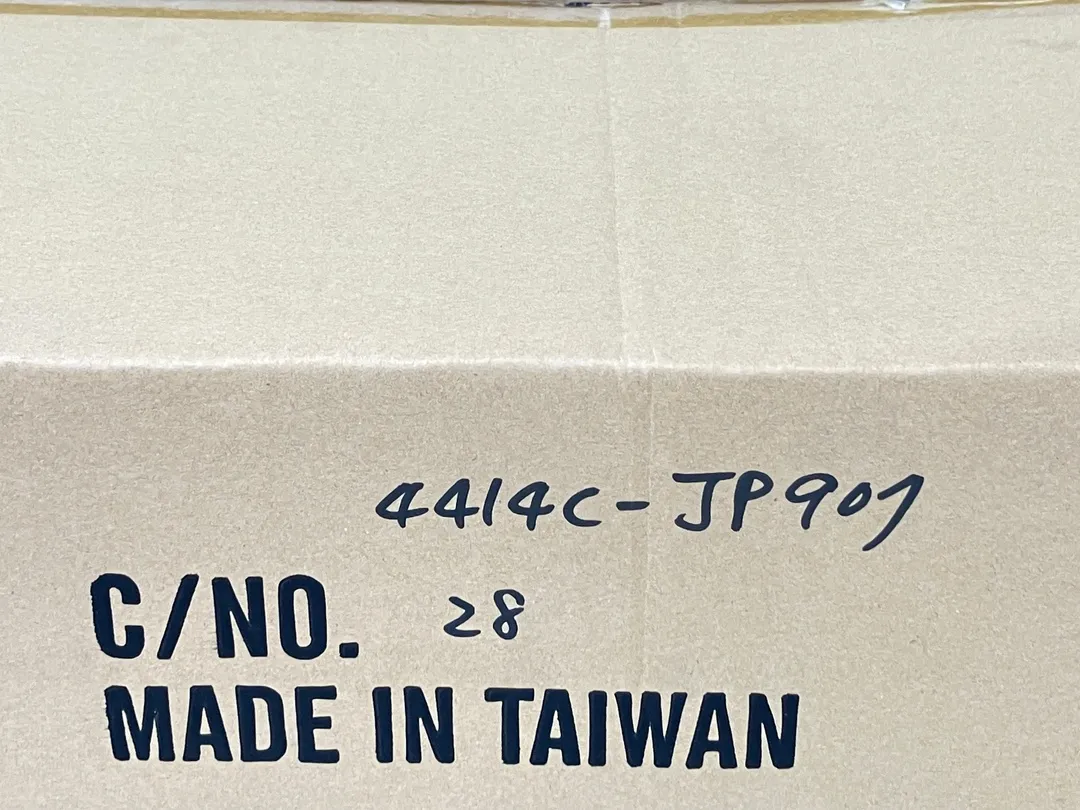 4414C-JP907
C/NO. 28
MADE IN TAIWAN